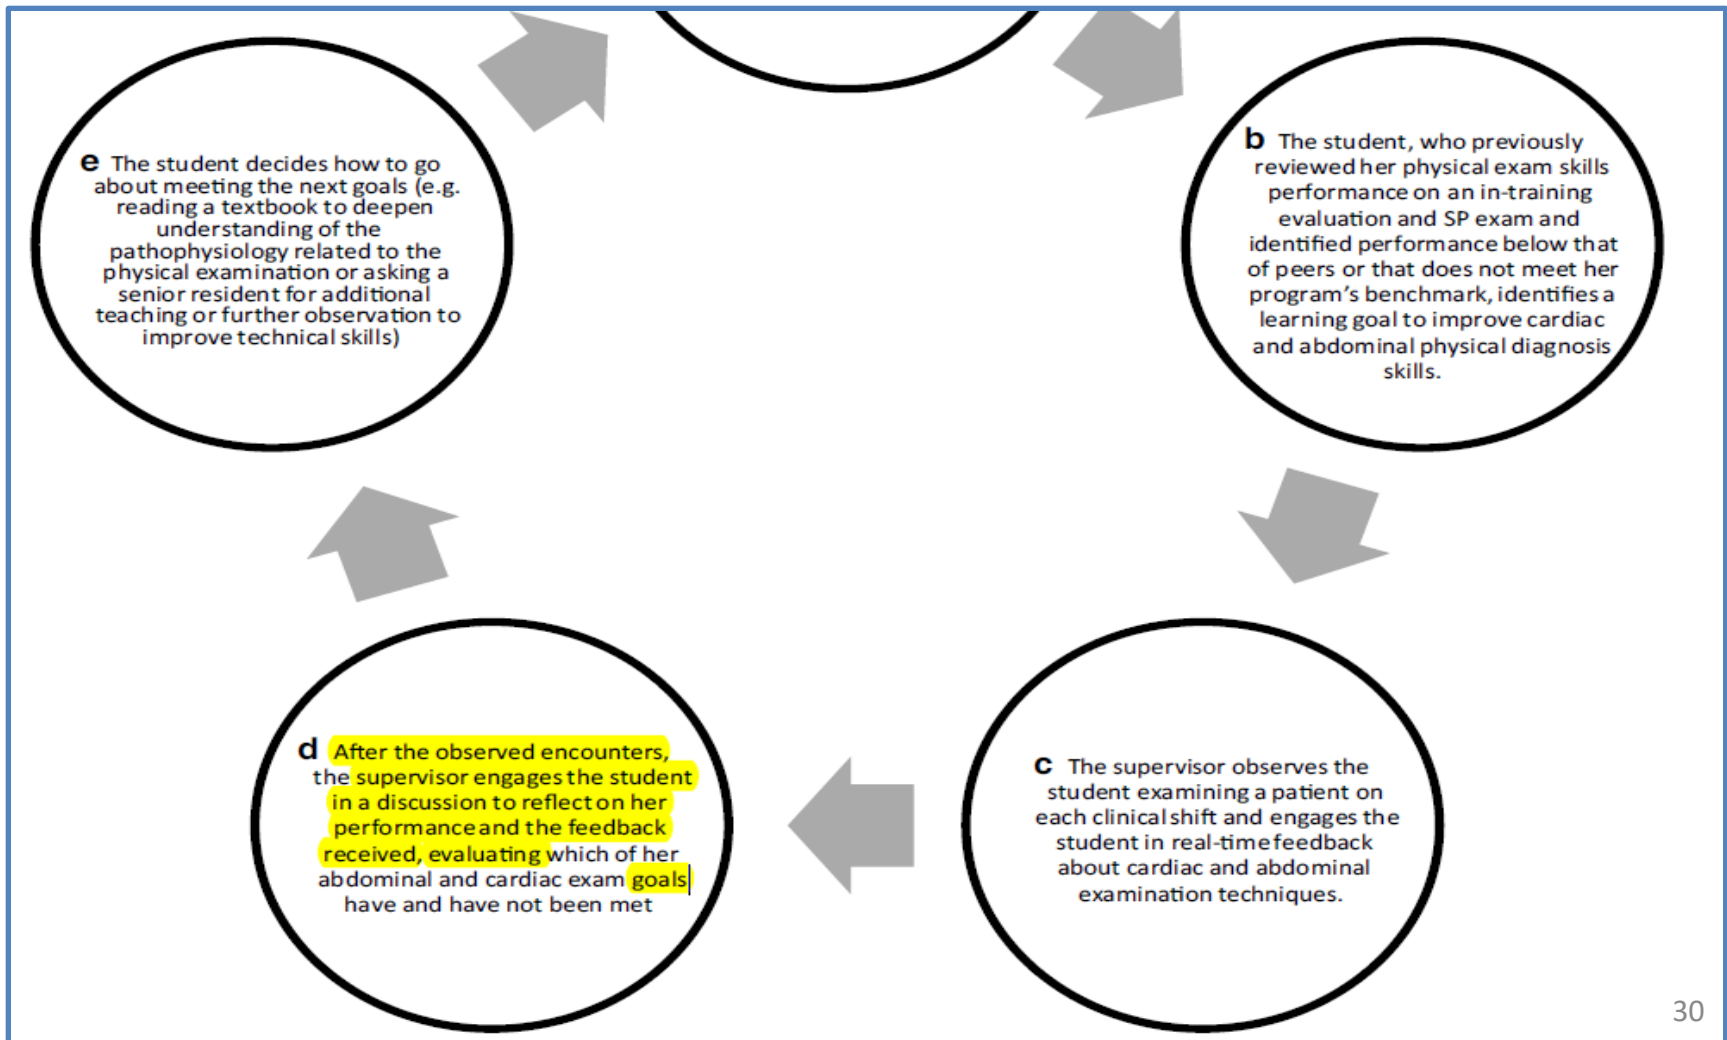 e The student decides how to go
about meeting the next goals (e.g.
reading a textbook to deepen
understanding of the
pathophysiology related to the
physical examination or asking a
senior resident for additional
teaching or further observation to
improve technical skills)
b The student, who previously
reviewed her physical exam skills
performance on an in-training
evaluation and SP exam and
identified performance below that
of peers or that does not meet her
program's benchmark, identifies a
learning goal to improve cardiac
and abdominal physical diagnosis
skills.
c The supervisor observes the
student examining a patient on
each clinical shift and engages the
student in real-time feedback
about cardiac and abdominal
examination techniques.
d After the observed encounters,
the supervisor engages the student
in a discussion to reflect on her
performance and the feedback
received, evaluating which of her
abdominal and cardiac exam goals
have and have not been met
30